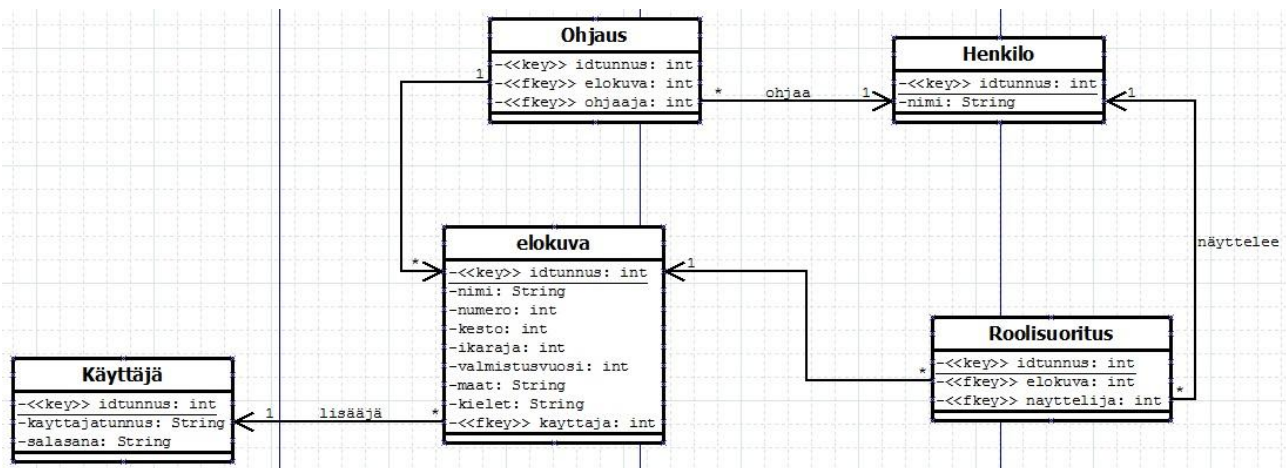 Ohjaus
-<<key>> idtunnus: int
-<<fkey>> elokuva: int
-<<fkey>> ohjaaja: int
1
*
ohjaa
1
Henkilo
-<<key>> idtunnus: int
-nimi: String
1
näyttelee
*
elokuva
-<<key>> idtunnus: int
-nimi: String
-numero: int
-kesto: int
-ikaraja: int
-valmistusvuosi: int
-maat: String
-kielet: String
-<<fkey>> kayttaja: int
*
1
*
Roolisuoritus
-<<key>> idtunnus: int
-<<fkey>> elokuva: int
-<<fkey>> nayttelija: int
*
Käyttäjä
-<<key>> idtunnus: int
-kayttajatunnus: String
-salasana: String
1
lisääjä
*